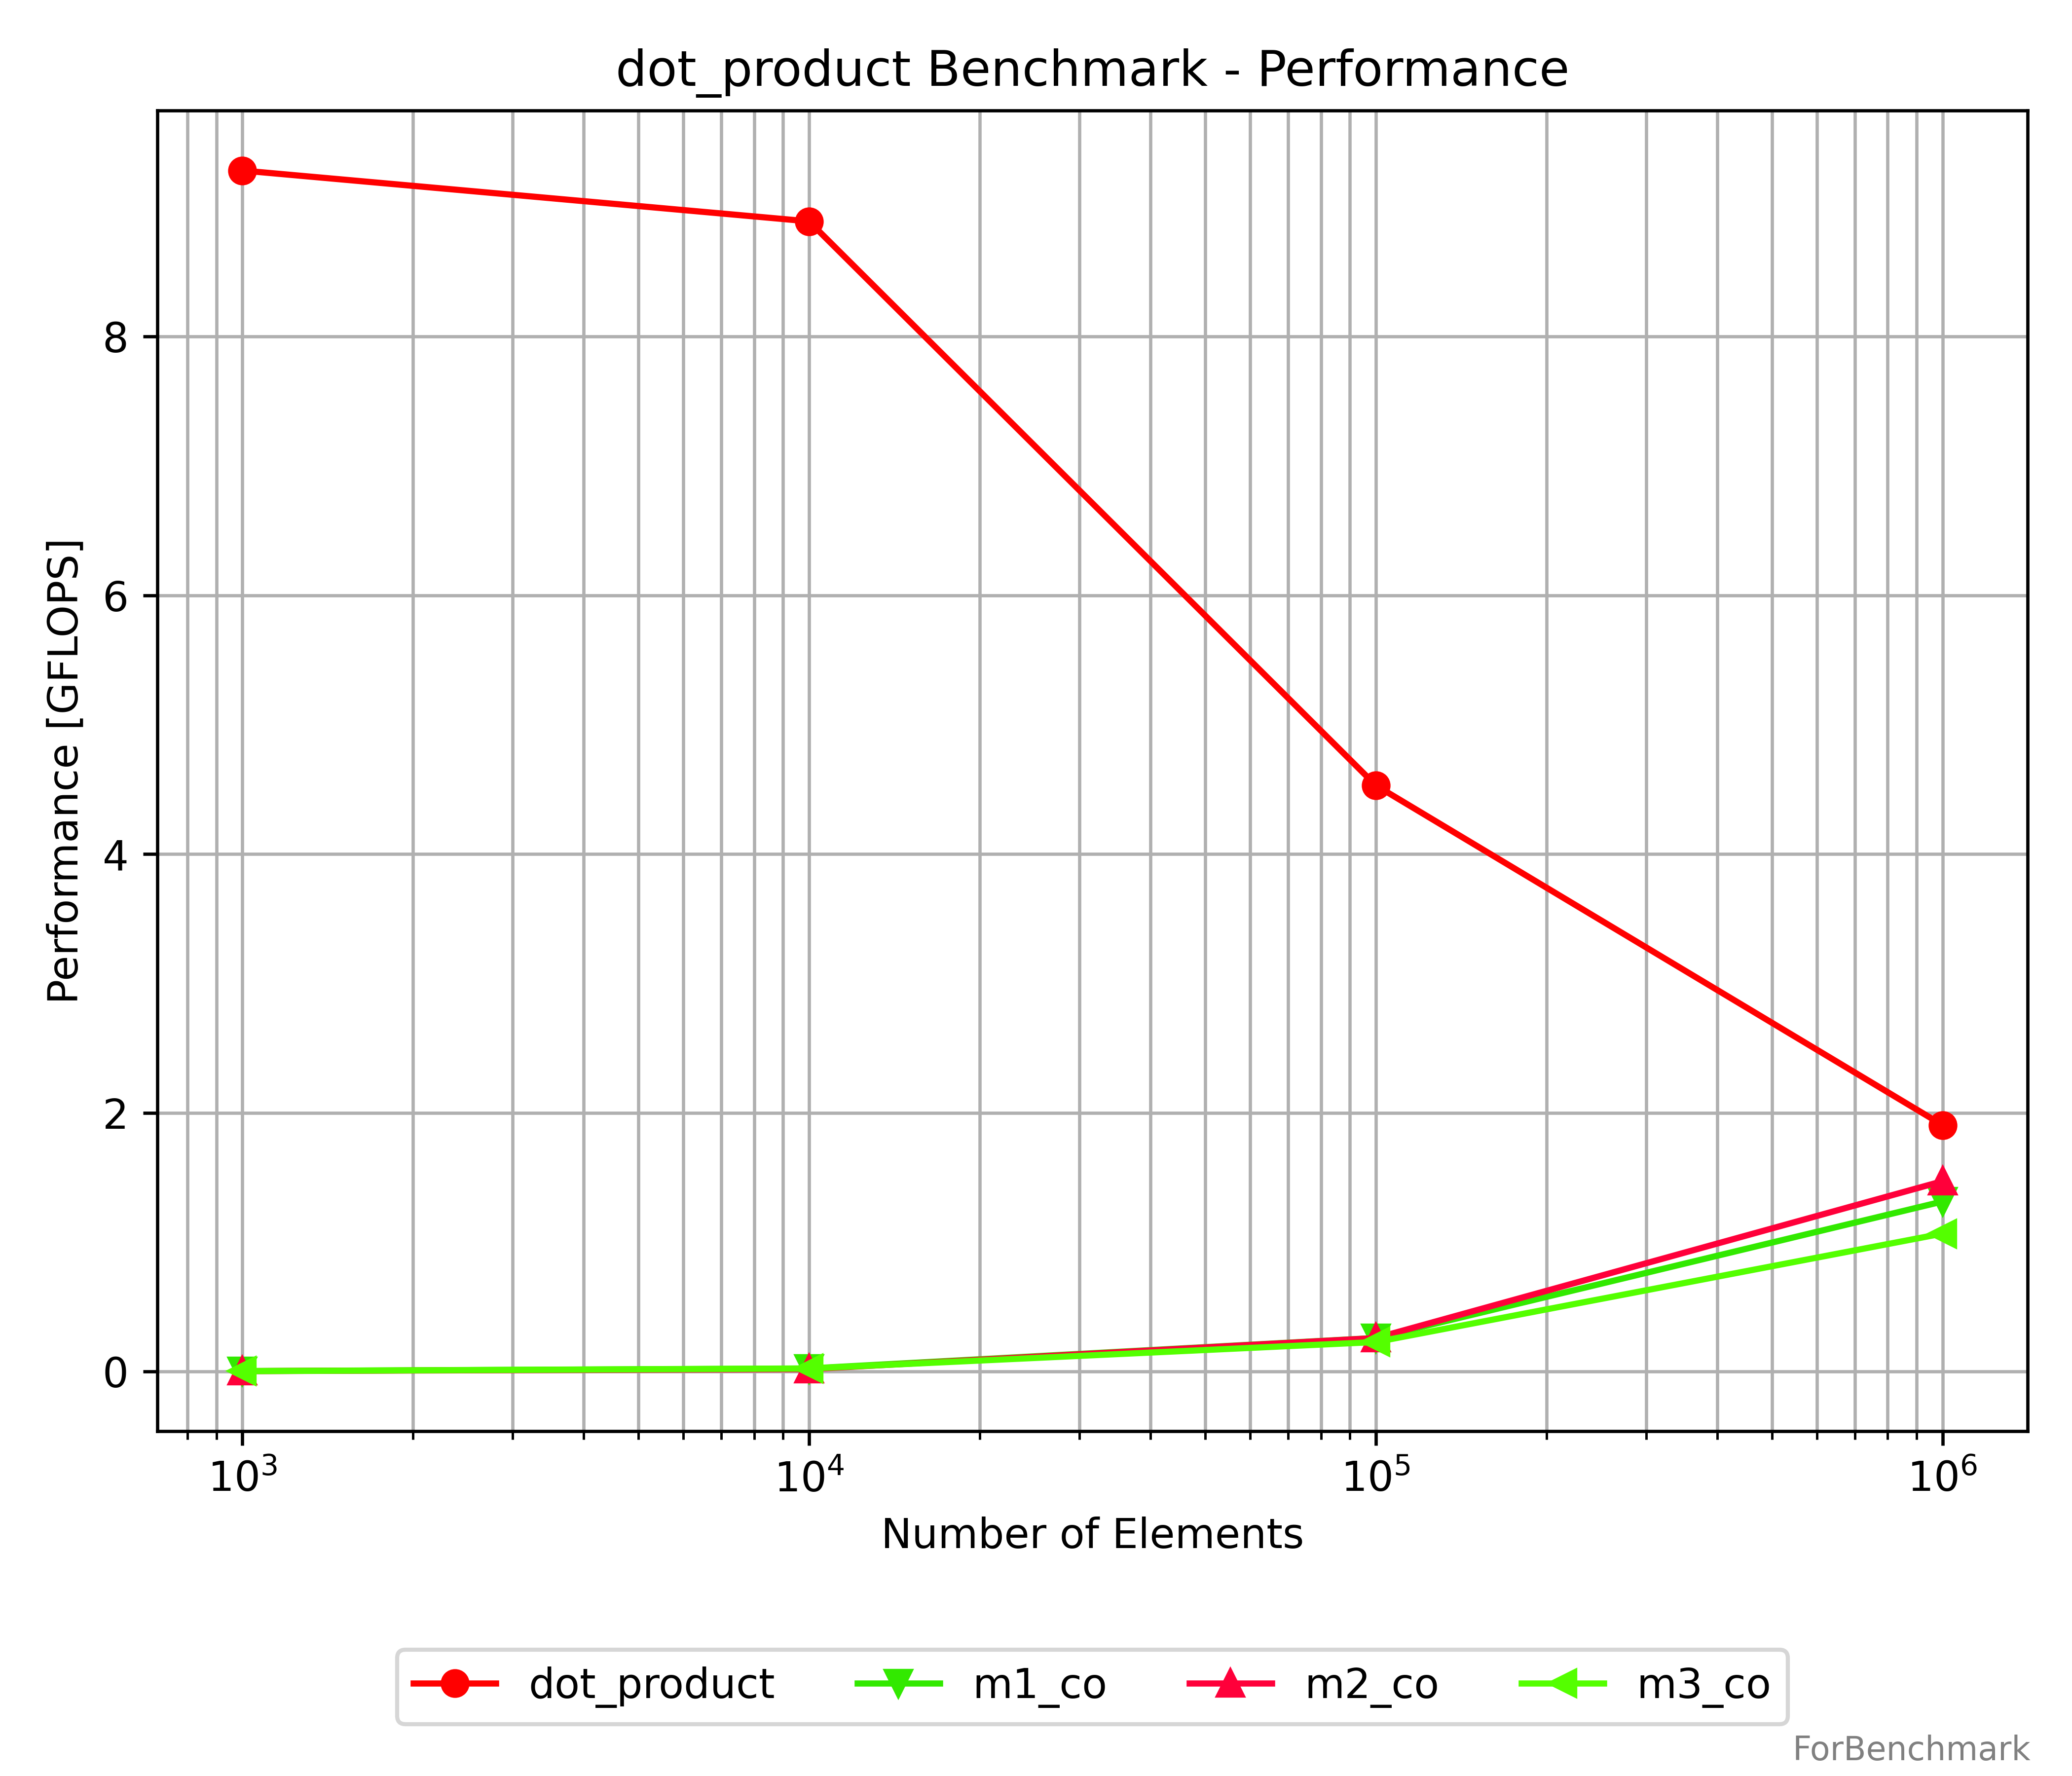 dot_product Benchmark - Performance
Performance [GFLOPS]
8
6
4
2
0
10³ 10⁴ 10⁵ 10⁶
Number of Elements
dot_product m1_co m2_co m3_co
ForBenchmark